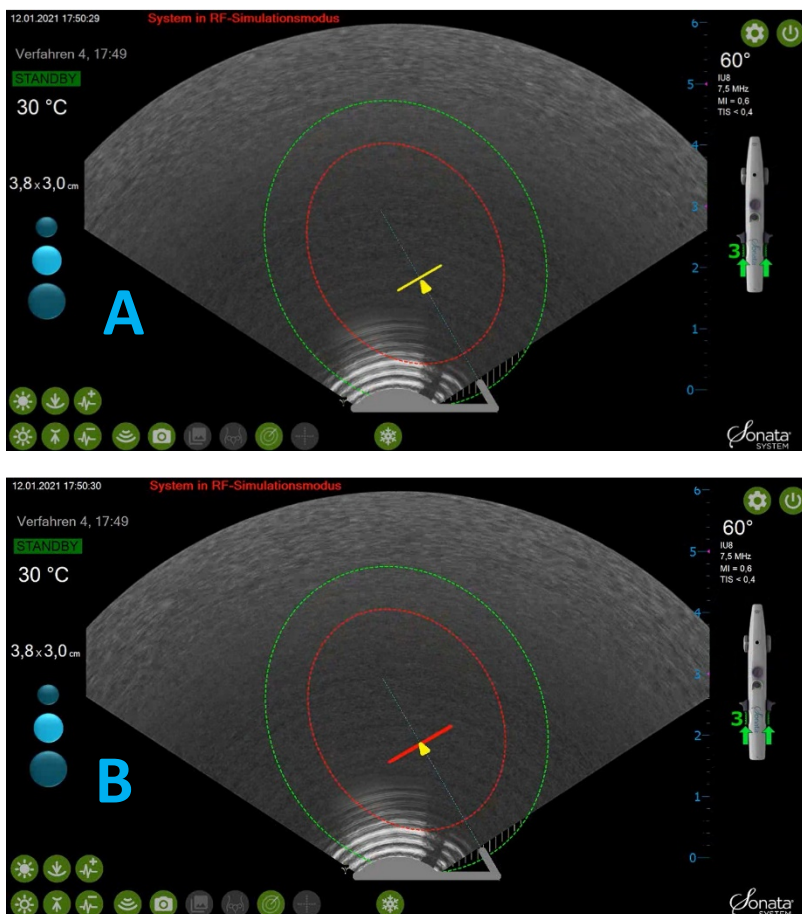 12.01.2021 17:50:29
System in RF-Simulationsmodus
Verfahren 4, 17:49
STANDBY
30 °C
3,8 x 3,0 cm
A
6
5
4
3
2
1
0
60°
IU8
7,5 MHz
MI = 0,6
TIS < 0,4
3
Sonata
SYSTEM
12.01.2021 17:50:30
System in RF-Simulationsmodus
Verfahren 4, 17:49
STANDBY
30 °C
3,8 x 3,0 cm
B
6
5
4
3
2
1
0
60°
IU8
7,5 MHz
MI = 0,6
TIS < 0,4
3
Sonata
SYSTEM